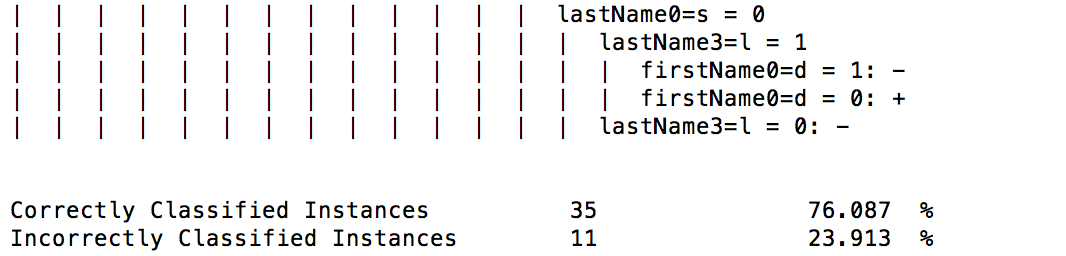 |   |   |   |   |   |   |   |   |   |   |   |   |   | lastName0=s = 0
|   |   |   |   |   |   |   |   |   |   |   |   |   |   | lastName3=l = 1
|   |   |   |   |   |   |   |   |   |   |   |   |   |   |   | firstName0=d = 1: -
|   |   |   |   |   |   |   |   |   |   |   |   |   |   |   | firstName0=d = 0: +
|   |   |   |   |   |   |   |   |   |   |   |   |   |   | lastName3=l = 0: -
Correctly Classified Instances 35 76.087 %
Incorrectly Classified Instances 11 23.913 %